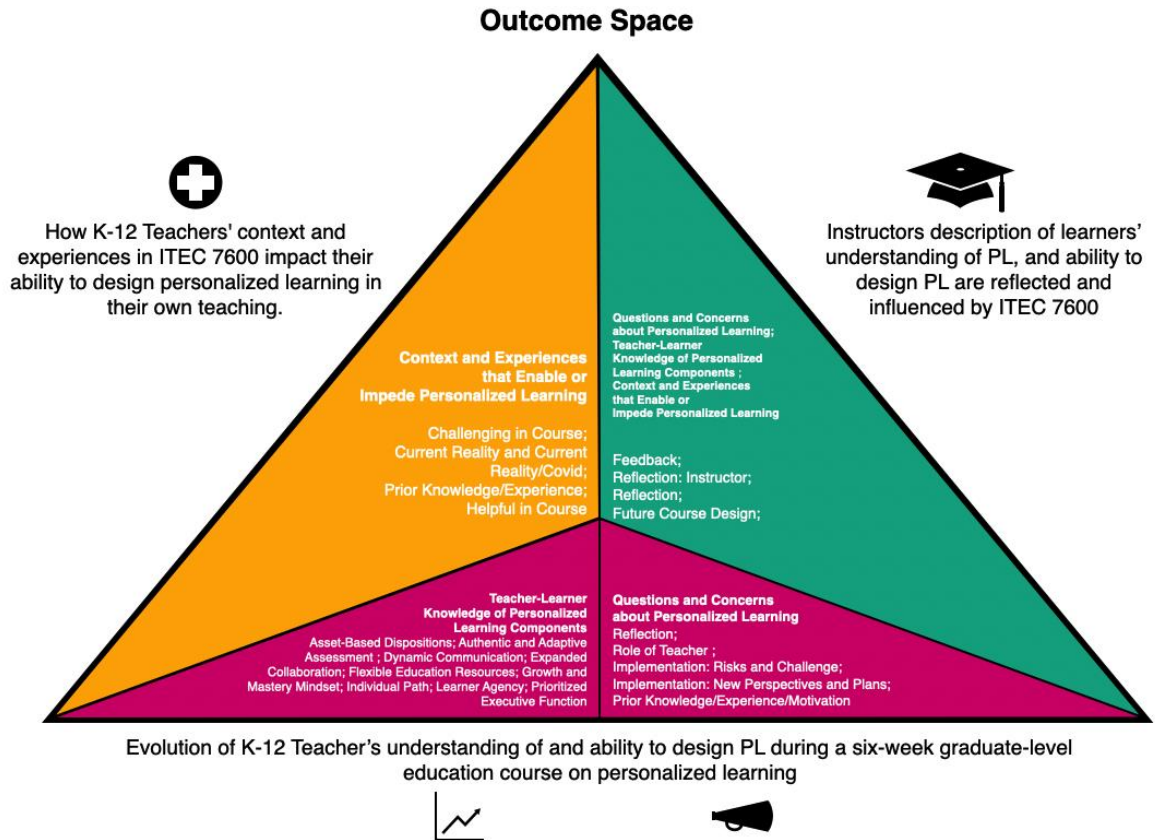 Outcome Space
How K-12 Teachers' context and
experiences in ITEC 7600 impact their
ability to design personalized learning in
their own teaching.
Instructors description of learners'
understanding of PL, and ability to
design PL are reflected and
influenced by ITEC 7600
Context and Experiences
that Enable or
Impede Personalized Learning
Challenging in Course;
Current Reality and Current
Reality/Covid;
Prior Knowledge/Experience;
Helpful in Course
Questions and Concerns
about Personalized Learning;
Teacher-Learner
Knowledge of Personalized
Learning Components ;
Context and Experiences
that Enable or
Impede Personalized Learning
Feedback;
Reflection: Instructor;
Reflection;
Future Course Design;
Teacher-Learner
Knowledge of Personalized
Learning Components
Asset-Based Dispositions; Authentic and Adaptive
Assessment ; Dynamic Communication; Expanded
Collaboration; Flexible Education Resources; Growth and
Mastery Mindset; Individual Path; Learner Agency; Prioritized
Executive Function
Questions and Concerns
about Personalized Learning
Reflection;
Role of Teacher ;
Implementation: Risks and Challenge;
Implementation: New Perspectives and Plans;
Prior Knowledge/Experience/Motivation
Evolution of K-12 Teacher's understanding of and ability to design PL during a six-week graduate-level
education course on personalized learning